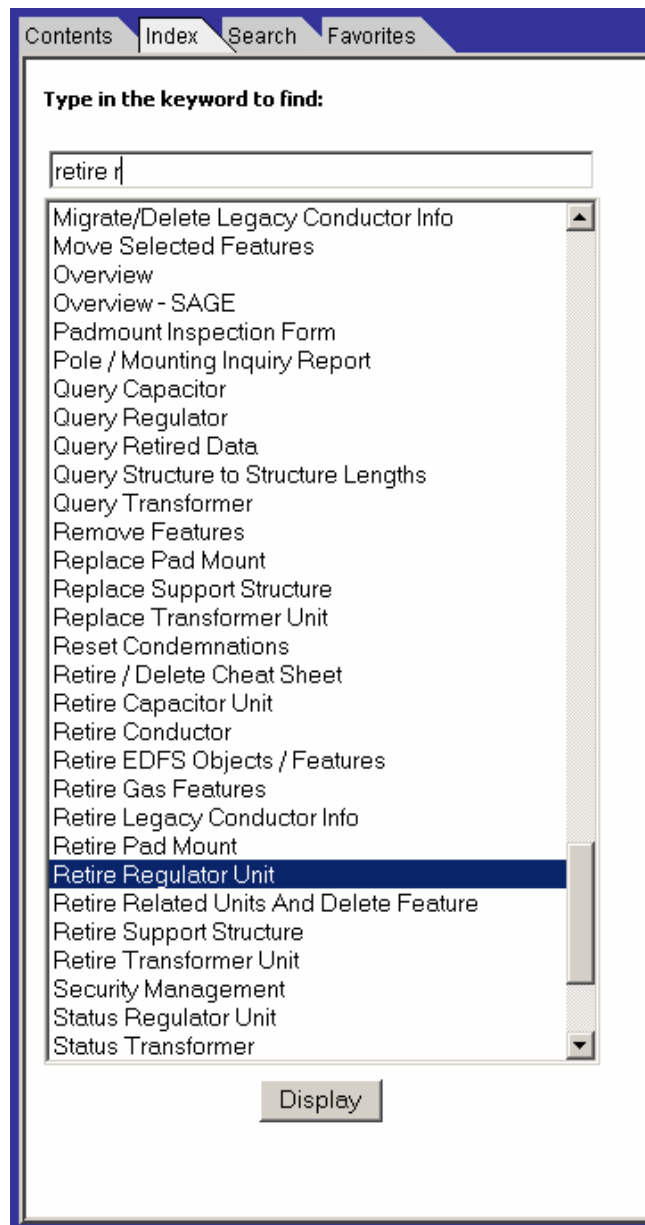 Contents Index Search Favorites
Type in the keyword to find:
retire r
Migrate/Delete Legacy Conductor Info
Move Selected Features
Overview
Overview - SAGE
Padmount Inspection Form
Pole / Mounting Inquiry Report
Query Capacitor
Query Regulator
Query Retired Data
Query Structure to Structure Lengths
Query Transformer
Remove Features
Replace Pad Mount
Replace Support Structure
Replace Transformer Unit
Reset Condemnations
Retire / Delete Cheat Sheet
Retire Capacitor Unit
Retire Conductor
Retire EDFS Objects / Features
Retire Gas Features
Retire Legacy Conductor Info
Retire Pad Mount
Retire Regulator Unit
Retire Related Units And Delete Feature
Retire Support Structure
Retire Transformer Unit
Security Management
Status Regulator Unit
Status Transformer
Display